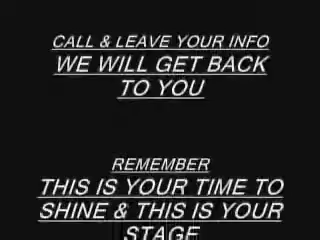 CALL & LEAVE YOUR INFO
WE WILL GET BACK
TO YOU
REMEMBER
THIS IS YOUR TIME TO
SHINE & THIS IS YOUR
STAGE